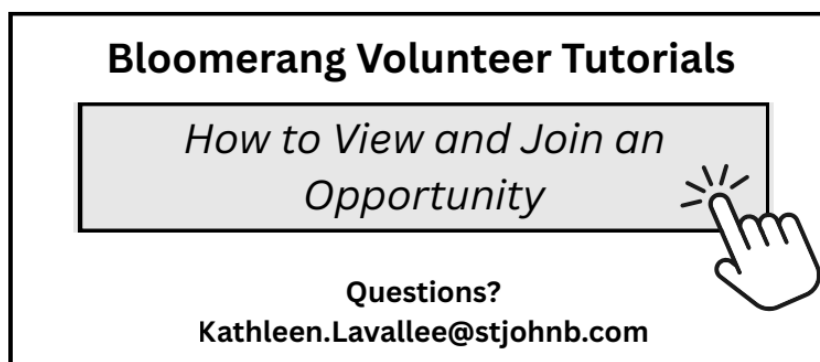 Bloomerang Volunteer Tutorials
How to View and Join an
Opportunity
Questions?
Kathleen.Lavallee@stjohnb.com